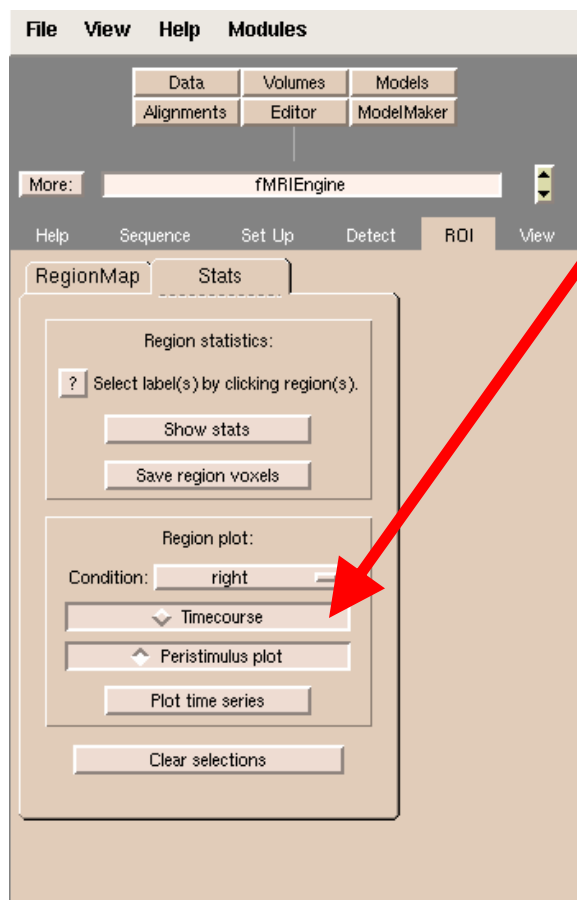 File View Help Modules
Data Volumes Models
Alignments Editor ModelMaker
More: fMRIEngine
Help Sequence Set Up Detect ROI View
RegionMap Stats
Region statistics:
? Select label(s) by clicking region(s).
Show stats
Save region voxels
Region plot:
Condition: right
Timecourse
Peristimulus plot
Plot time series
Clear selections